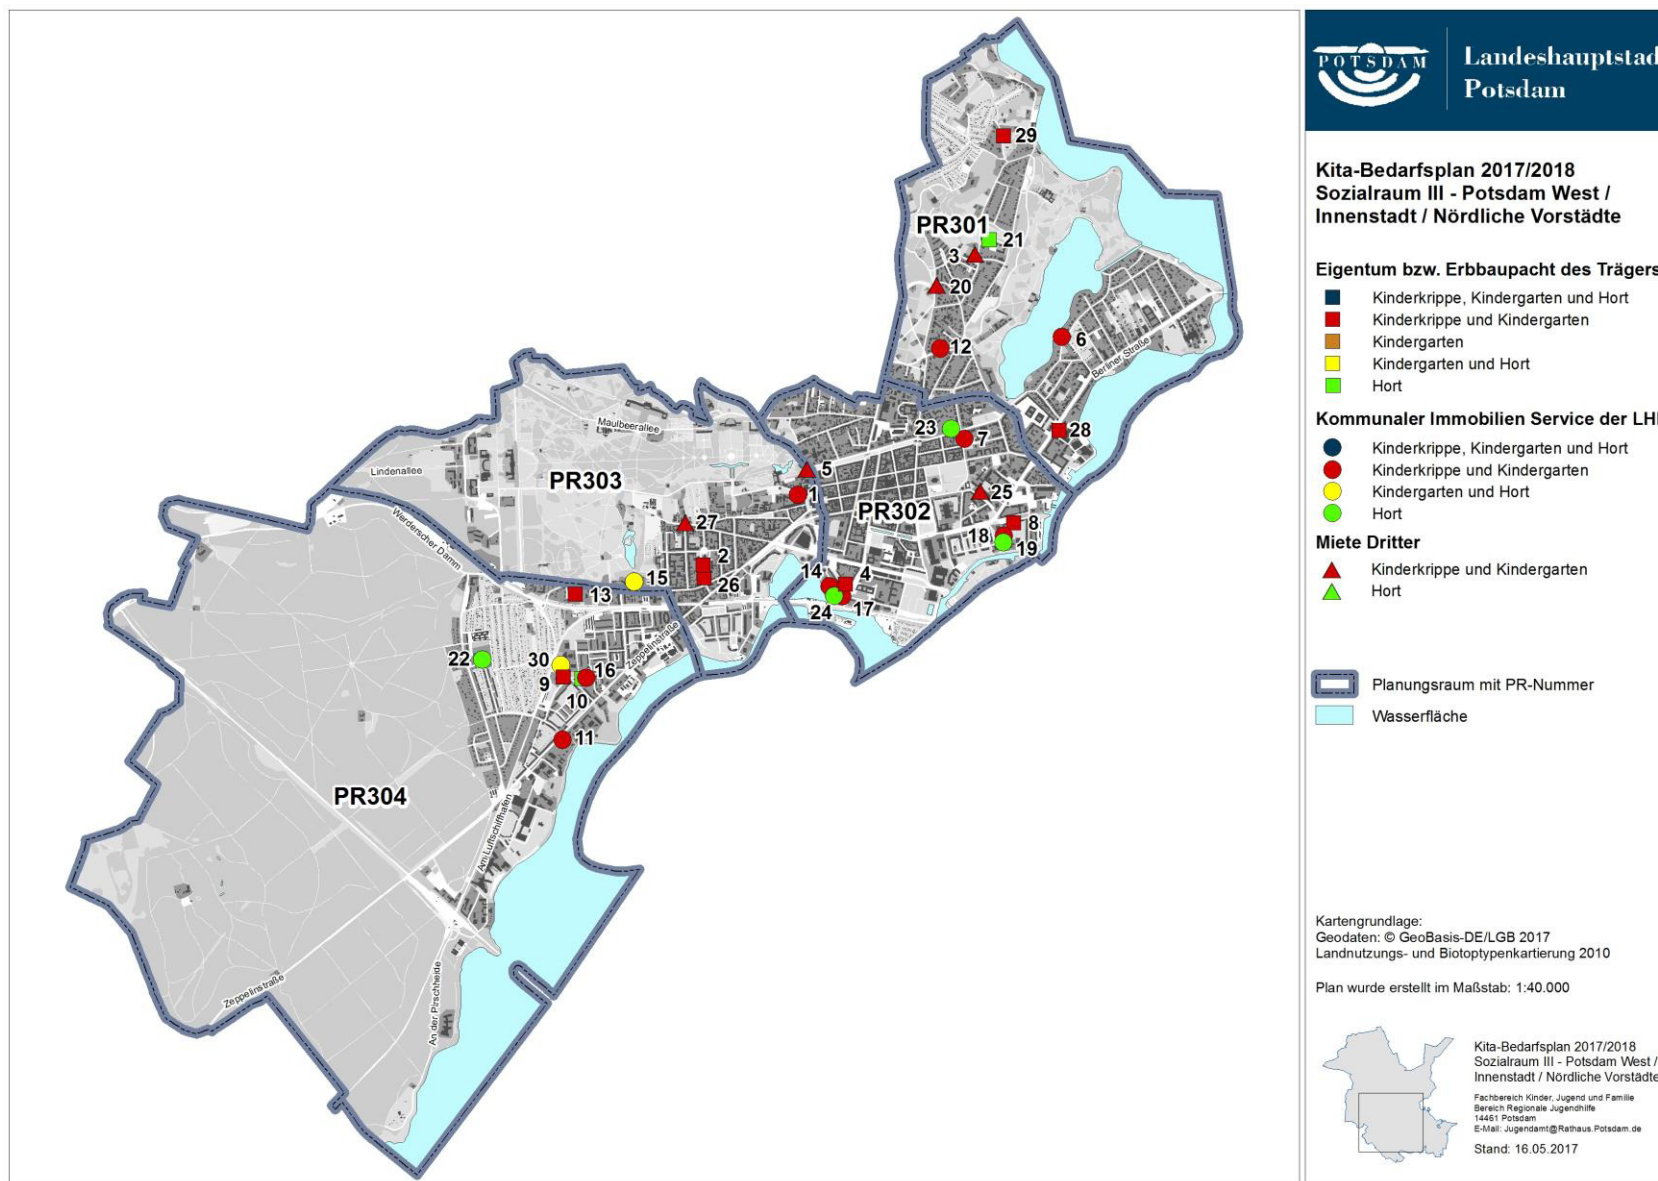 POTSDAM
Landeshauptstad
Potsdam
Kita-Bedarfsplan 2017/2018
Sozialraum III - Potsdam West /
Innenstadt / Nördliche Vorstädte
Eigentum bzw. Erbbaupacht des Trägers
Kinderkrippe, Kindergarten und Hort
Kinderkrippe und Kindergarten
Kindergarten
Kindergarten und Hort
Hort
Kommunaler Immobilien Service der LH
Kinderkrippe, Kindergarten und Hort
Kinderkrippe und Kindergarten
Kindergarten und Hort
Hort
Miete Dritter
Kinderkrippe und Kindergarten
Hort
Planungsraum mit PR-Nummer
Wasserfläche
Kartengrundlage:
Geodaten: © GeoBasis-DE/LGB 2017
Landnutzungs- und Biotoptypenkartierung 2010
Plan wurde erstellt im Maßstab: 1:40.000
Kita-Bedarfsplan 2017/2018
Sozialraum III - Potsdam West /
Innenstadt / Nördliche Vorstädte
Fachbereich Kinder, Jugend und Familie
Bereich Regionale Jugendhilfe
14461 Potsdam
E-Mail: Jugendamt@Rathaus.Potsdam.de
Stand: 16.05.2017
29
PR301
21
3
20
12
6
Berliner Straße
23
7
28
Maulbeerallee
Lindenallee
5
PR303
1
25
PR302
8
27
18
19
Werderscher Damm
2
14
4
15
26
13
24
17
Zeppelinstraße
22
30
16
9
10
11
PR304
Am Luftschiffhafen
Zeppelinstraße
An der Pirschheide